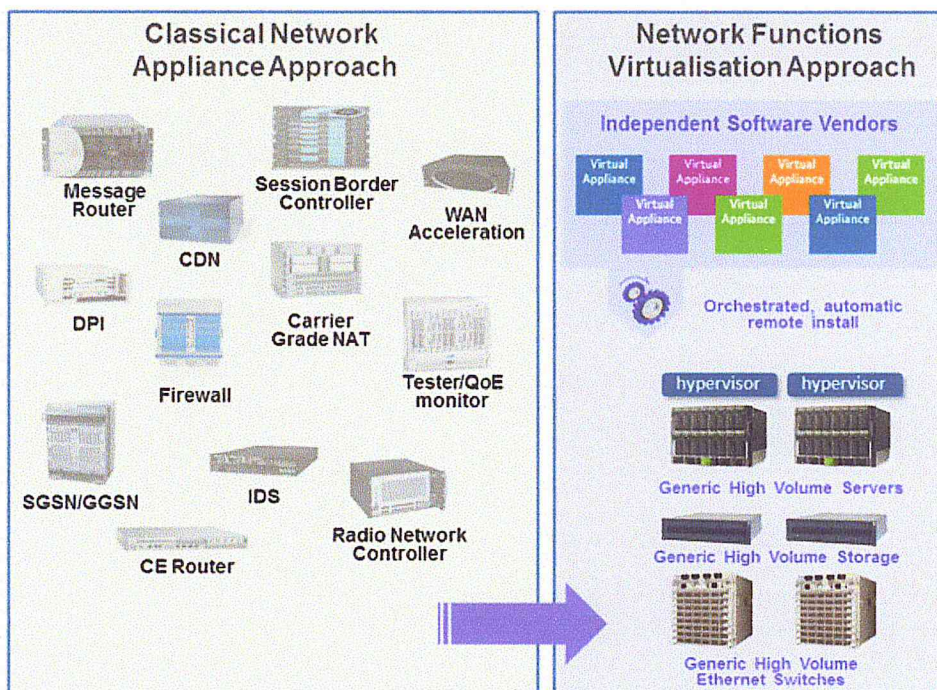 Classical Network
Appliance Approach
Message
Router
Session Border
Controller
WAN
Acceleration
CDN
DPI
Carrier
Grade NAT
Firewall
Tester/QoE
monitor
SGSN/GGSN
IDS
Radio Network
Controller
CE Router
Network Functions
Virtualisation Approach
Independent Software Vendors
Virtual
Appliance
Virtual
Appliance
Virtual
Appliance
Virtual
Appliance
Virtual
Appliance
Virtual
Appliance
Virtual
Appliance
Orchestrated, automatic
remote install
hypervisor
hypervisor
Generic High Volume Servers
Generic High Volume Storage
Generic High Volume
Ethernet Switches